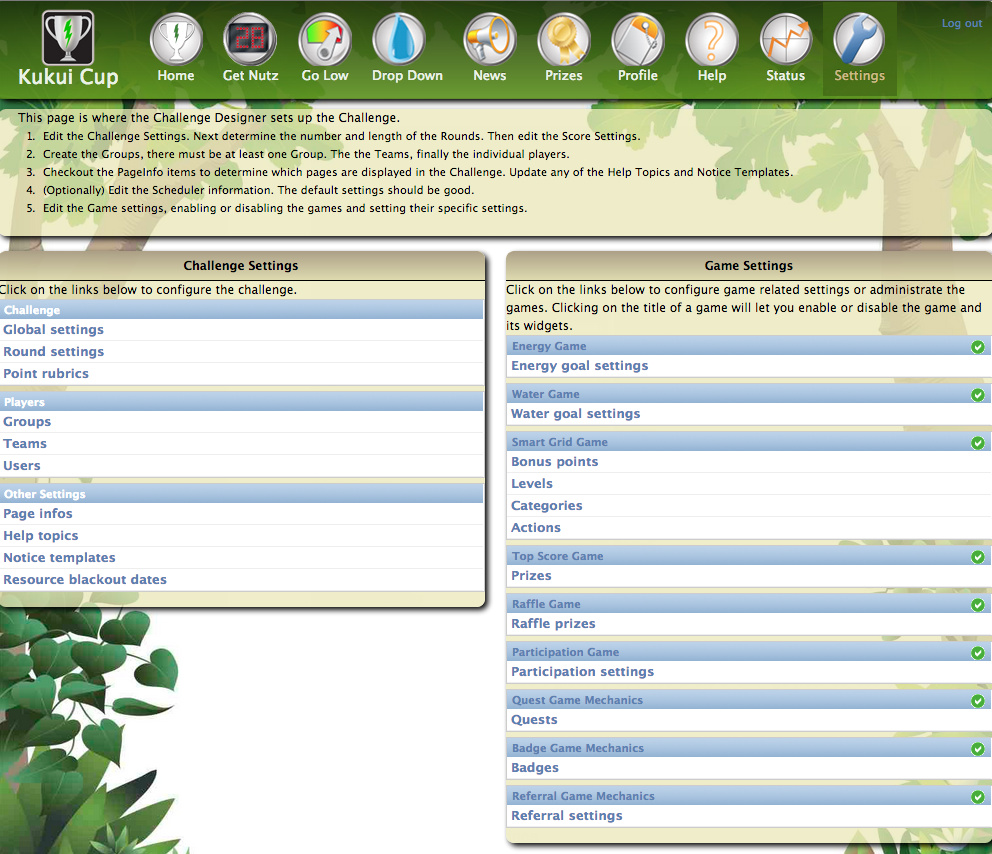 Log out
28
Kukui Cup
Home
Get Nutz
Go Low
Drop Down
News
Prizes
Profile
Help
Status
Settings
This page is where the Challenge Designer sets up the Challenge.
1. Edit the Challenge Settings. Next determine the number and length of the Rounds. Then edit the Score Settings.
2. Create the Groups, there must be at least one Group. The the Teams, finally the individual players.
3. Checkout the PageInfo items to determine which pages are displayed in the Challenge. Update any of the Help Topics and Notice Templates.
4. (Optionally) Edit the Scheduler information. The default settings should be good.
5. Edit the Game settings, enabling or disabling the games and setting their specific settings.
Challenge Settings
Click on the links below to configure the challenge.
Challenge
Global settings
Round settings
Point rubrics
Players
Groups
Teams
Users
Other Settings
Page infos
Help topics
Notice templates
Resource blackout dates
Game Settings
Click on the links below to configure game related settings or administrate the
games. Clicking on the title of a game will let you enable or disable the game and
its widgets.
Energy Game
Energy goal settings
Water Game
Water goal settings
Smart Grid Game
Bonus points
Levels
Categories
Actions
Top Score Game
Prizes
Raffle Game
Raffle prizes
Participation Game
Participation settings
Quest Game Mechanics
Quests
Badge Game Mechanics
Badges
Referral Game Mechanics
Referral settings